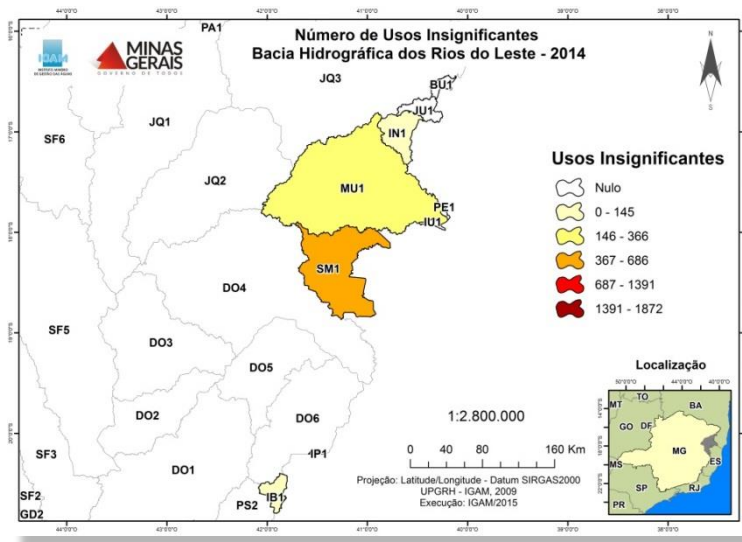 Número de Usos Insignificantes
Bacia Hidrográfica dos Rios do Leste - 2014
IGAM
MINAS
GERAIS
GOVERNO DE TODOS
N
PA1
JQ3
BU1
JU1
IN1
SF6
JQ1
JQ2
MU1
PE1
IU1
SM1
DO4
SF5
DO3
DO5
DO2
DO6
SF3
DO1
IP1
SF2
GD2
PS2
IB1
Usos Insignificantes
Nulo
0 - 145
146 - 366
367 - 686
687 - 1391
1391 - 1872
1:2.800.000
0 40 80 160 Km
Projeção: Latitude/Longitude - Datum SIRGAS2000
UPGRH - IGAM, 2009
Execução: IGAM/2015
Localização
MT
TO
BA
GO
DF
MG
MS
ES
SP
RJ
PR
44°0'0"S
43°0'0"S
42°0'0"S
41°0'0"S
40°0'0"S
39°0'0"S
17°0'0"S
20°0'0"S